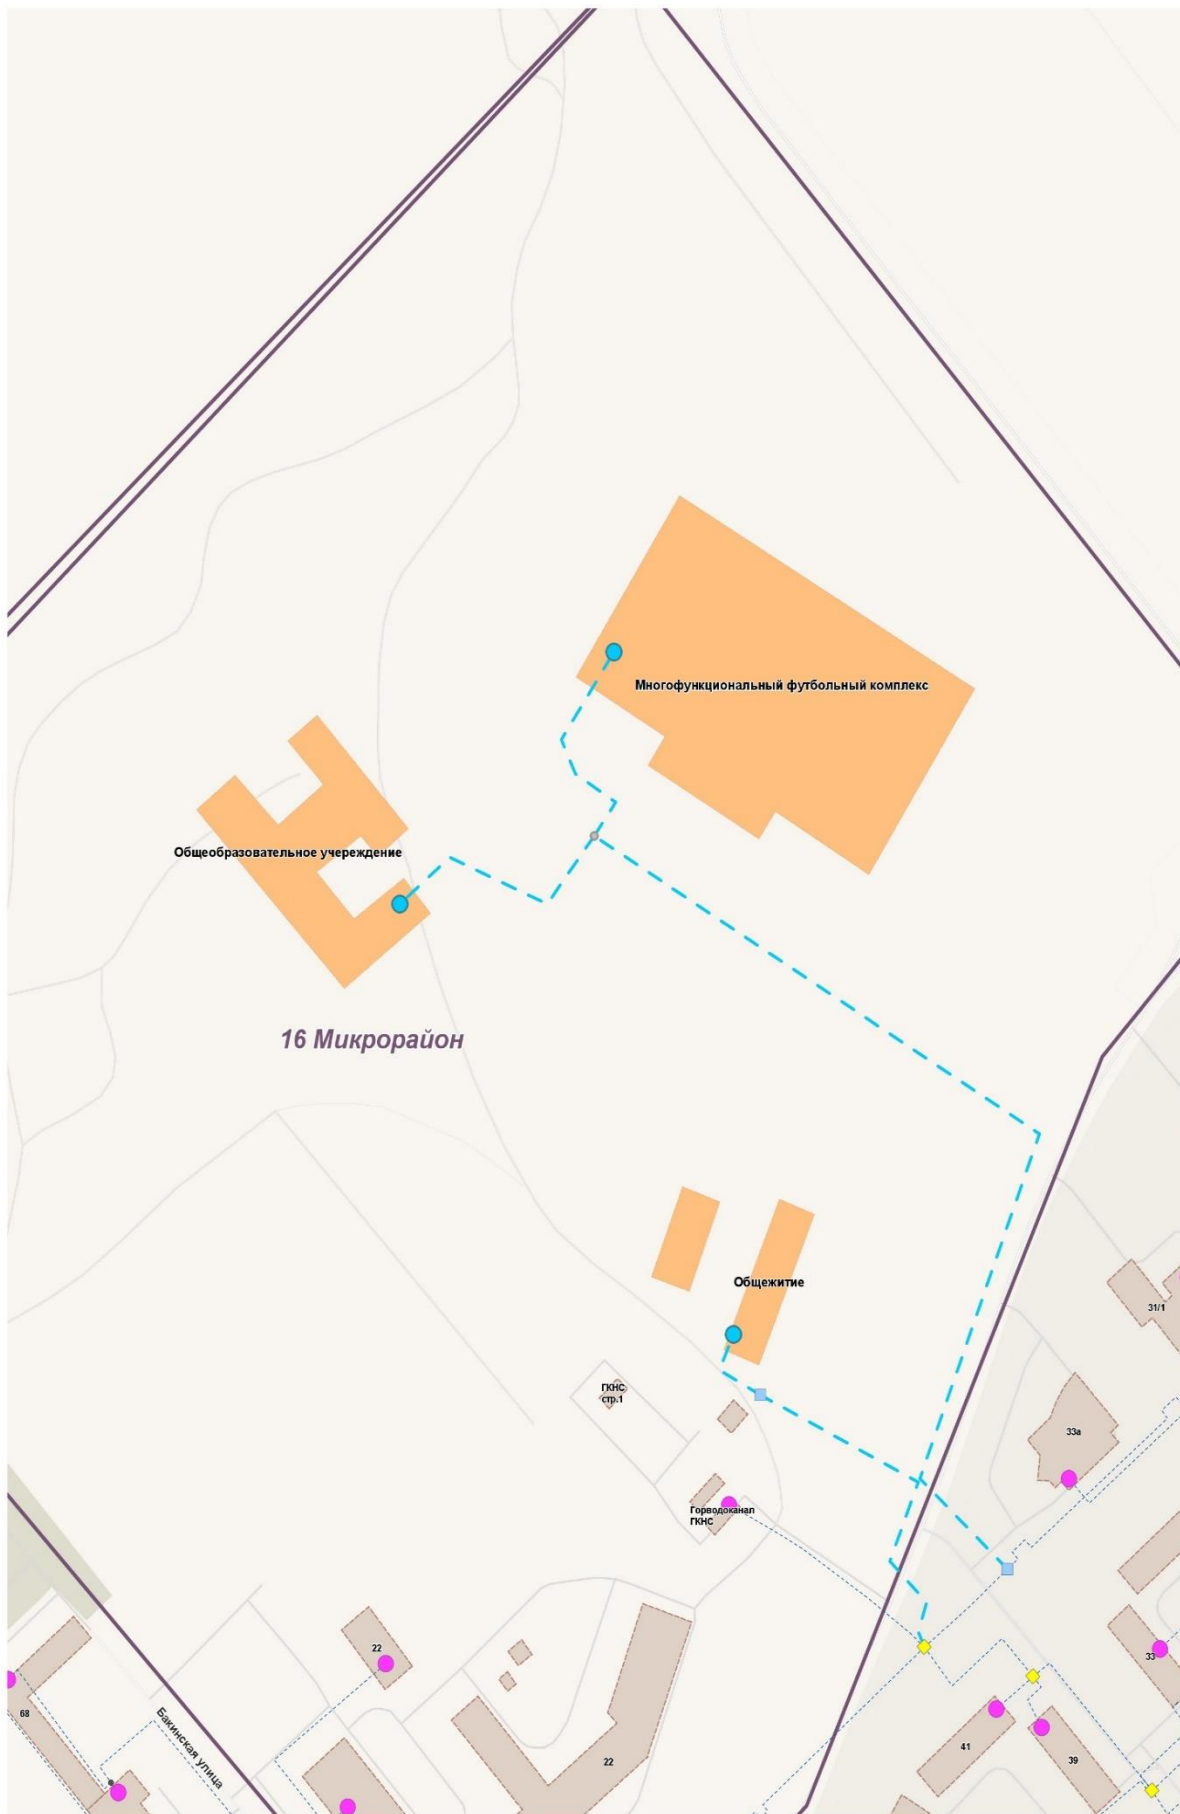 Многофункциональный футбольный комплекс
Общеобразовательное учереждение
16 Микрорайон
Общежитие
31/1
ГКНС
стр.1
33а
Горводоканал
ГКНС
22
33
68
Бакинская улица
22
41
39